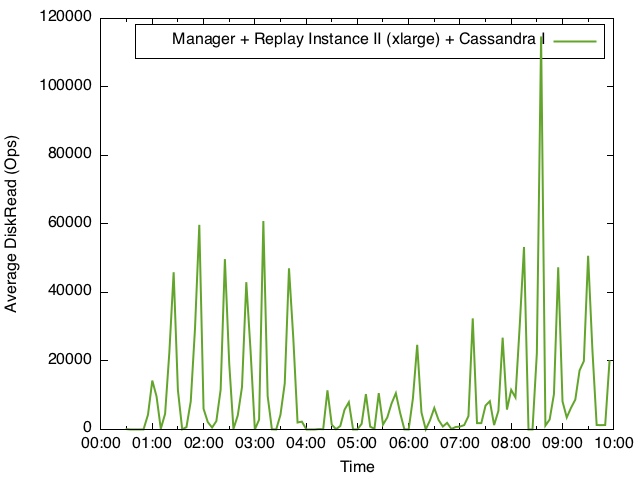 120000
Manager + Replay Instance II (xlarge) + Cassandra I
100000
80000
60000
40000
20000
0
Average DiskRead (Ops)
00:00 01:00 02:00 03:00 04:00 05:00 06:00 07:00 08:00 09:00 10:00
Time